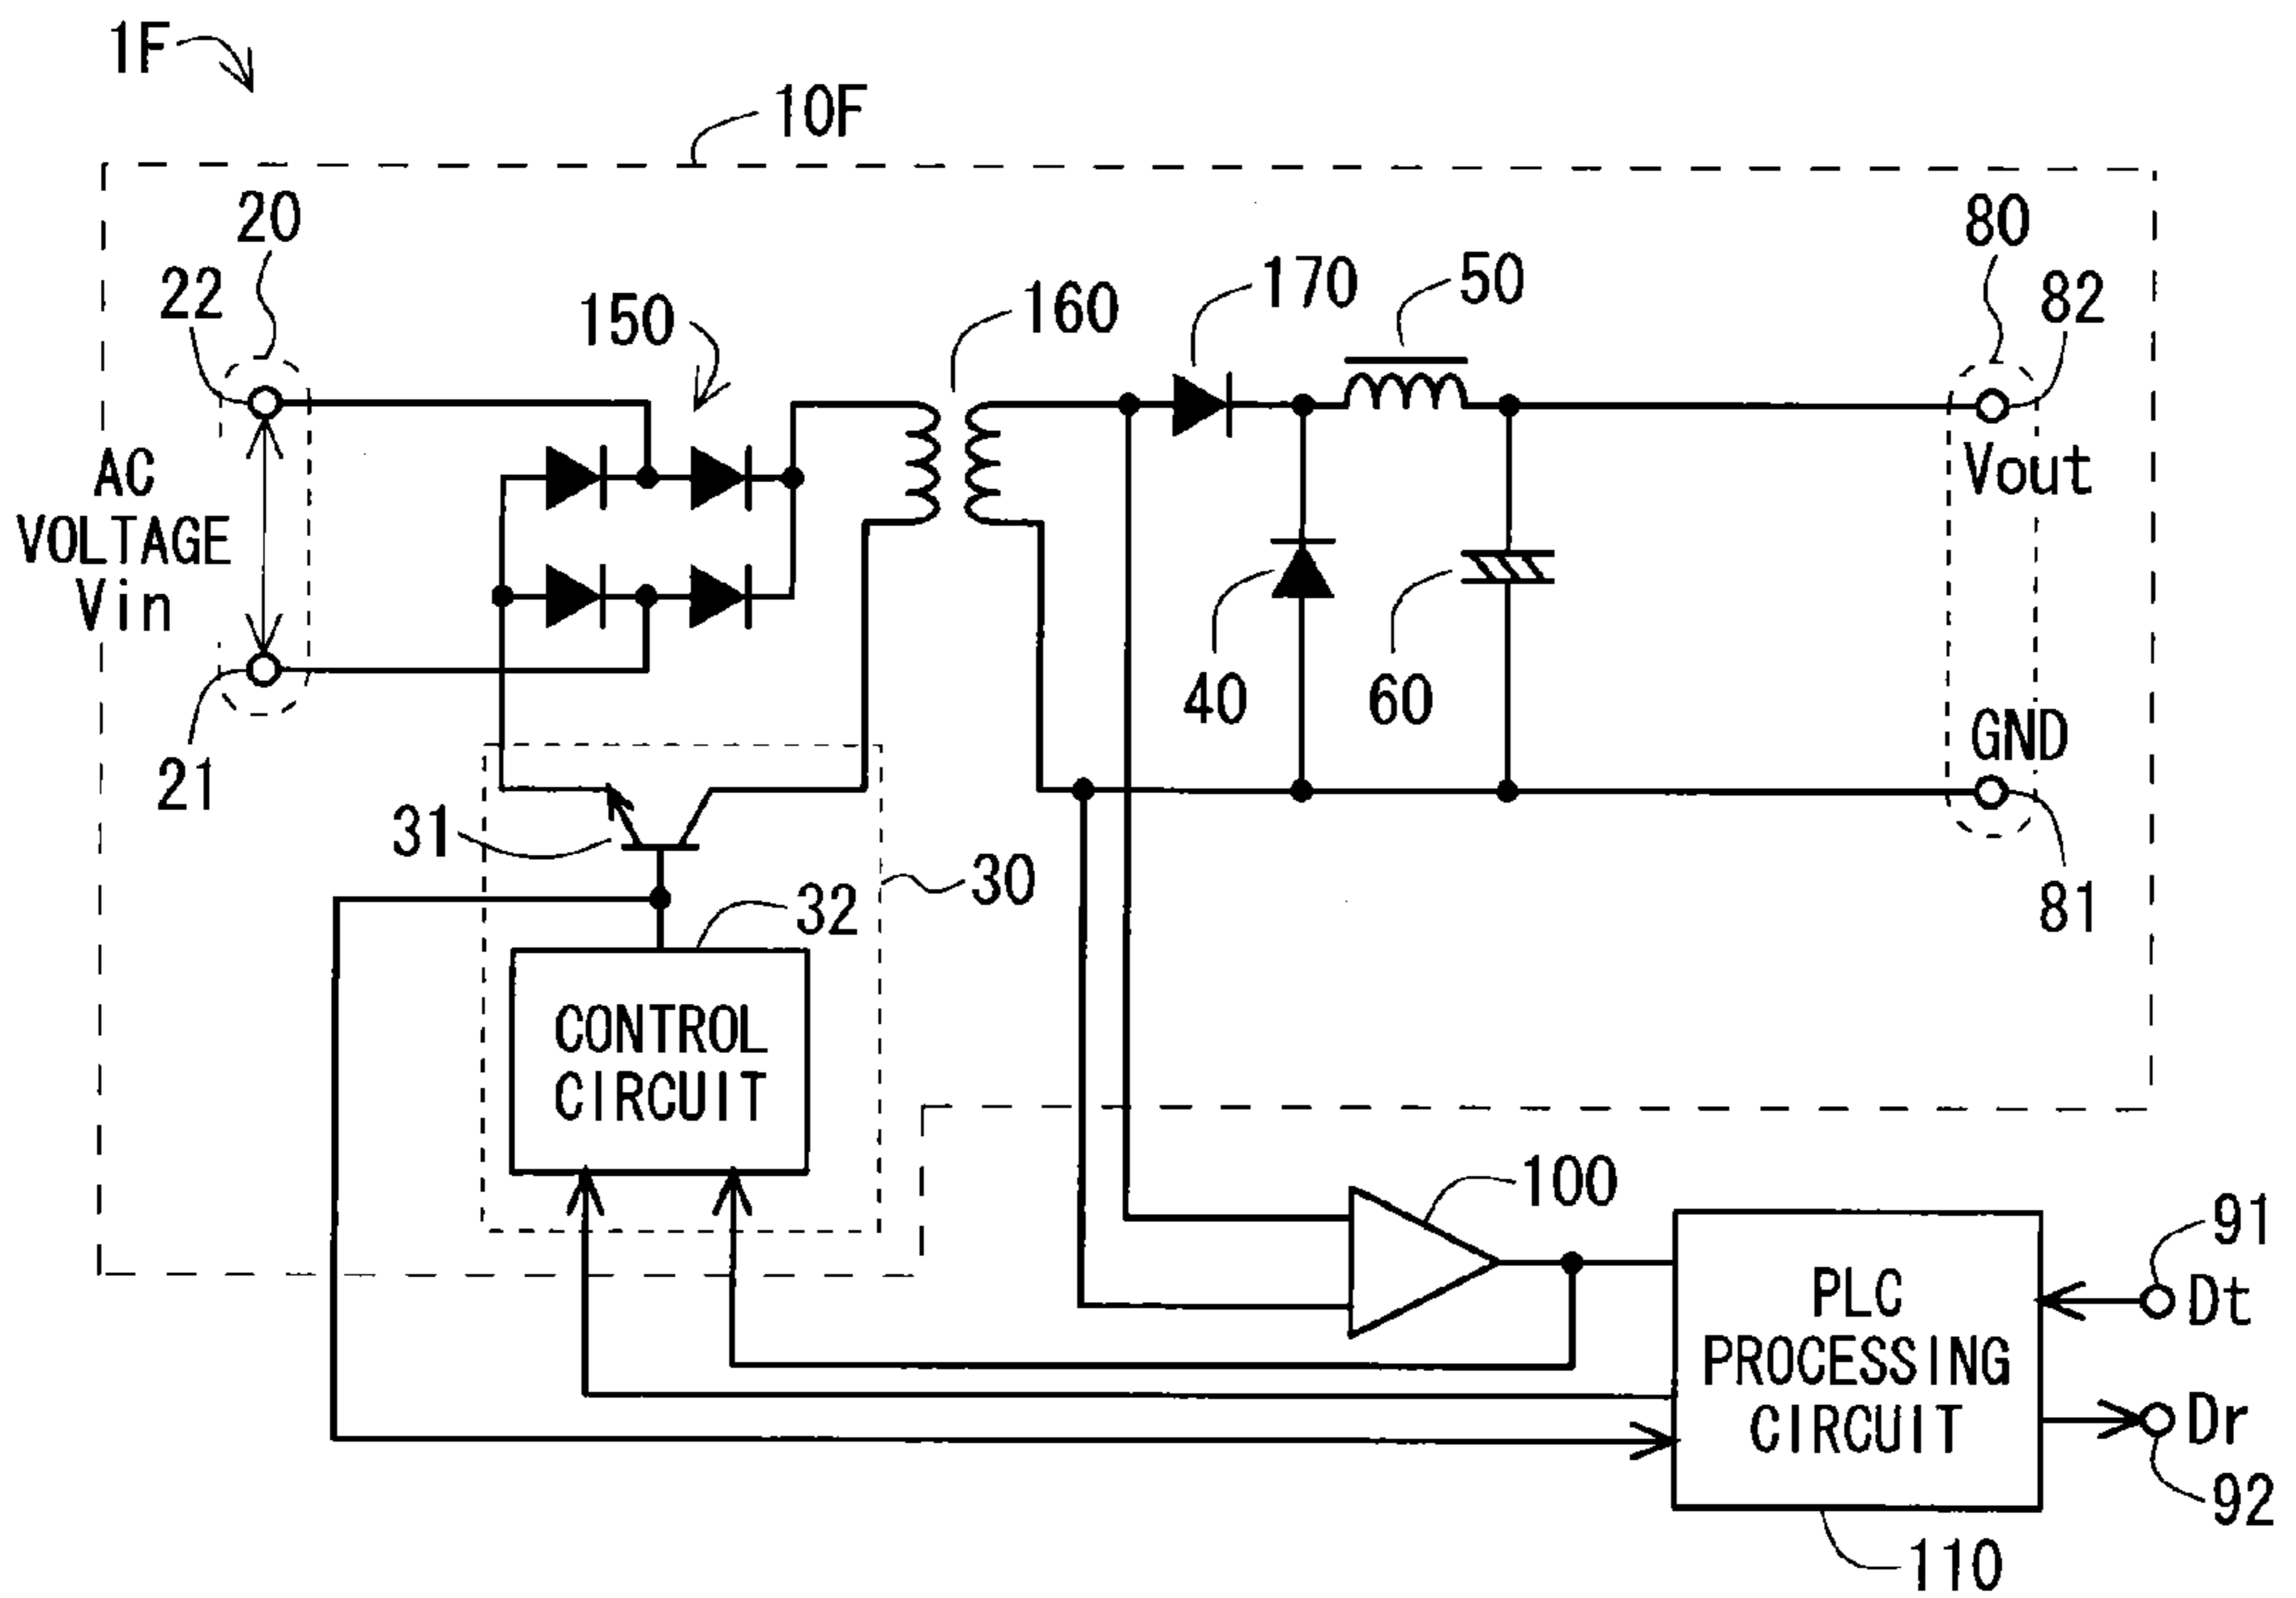 1F
10F
20
22
150
160
170
50
80
82
AC
VOLTAGE
Vin
Vout
40
60
GND
21
31
30
32
81
CONTROL
CIRCUIT
100
91
PLC
PROCESSING
CIRCUIT
Dt
Dr
92
110